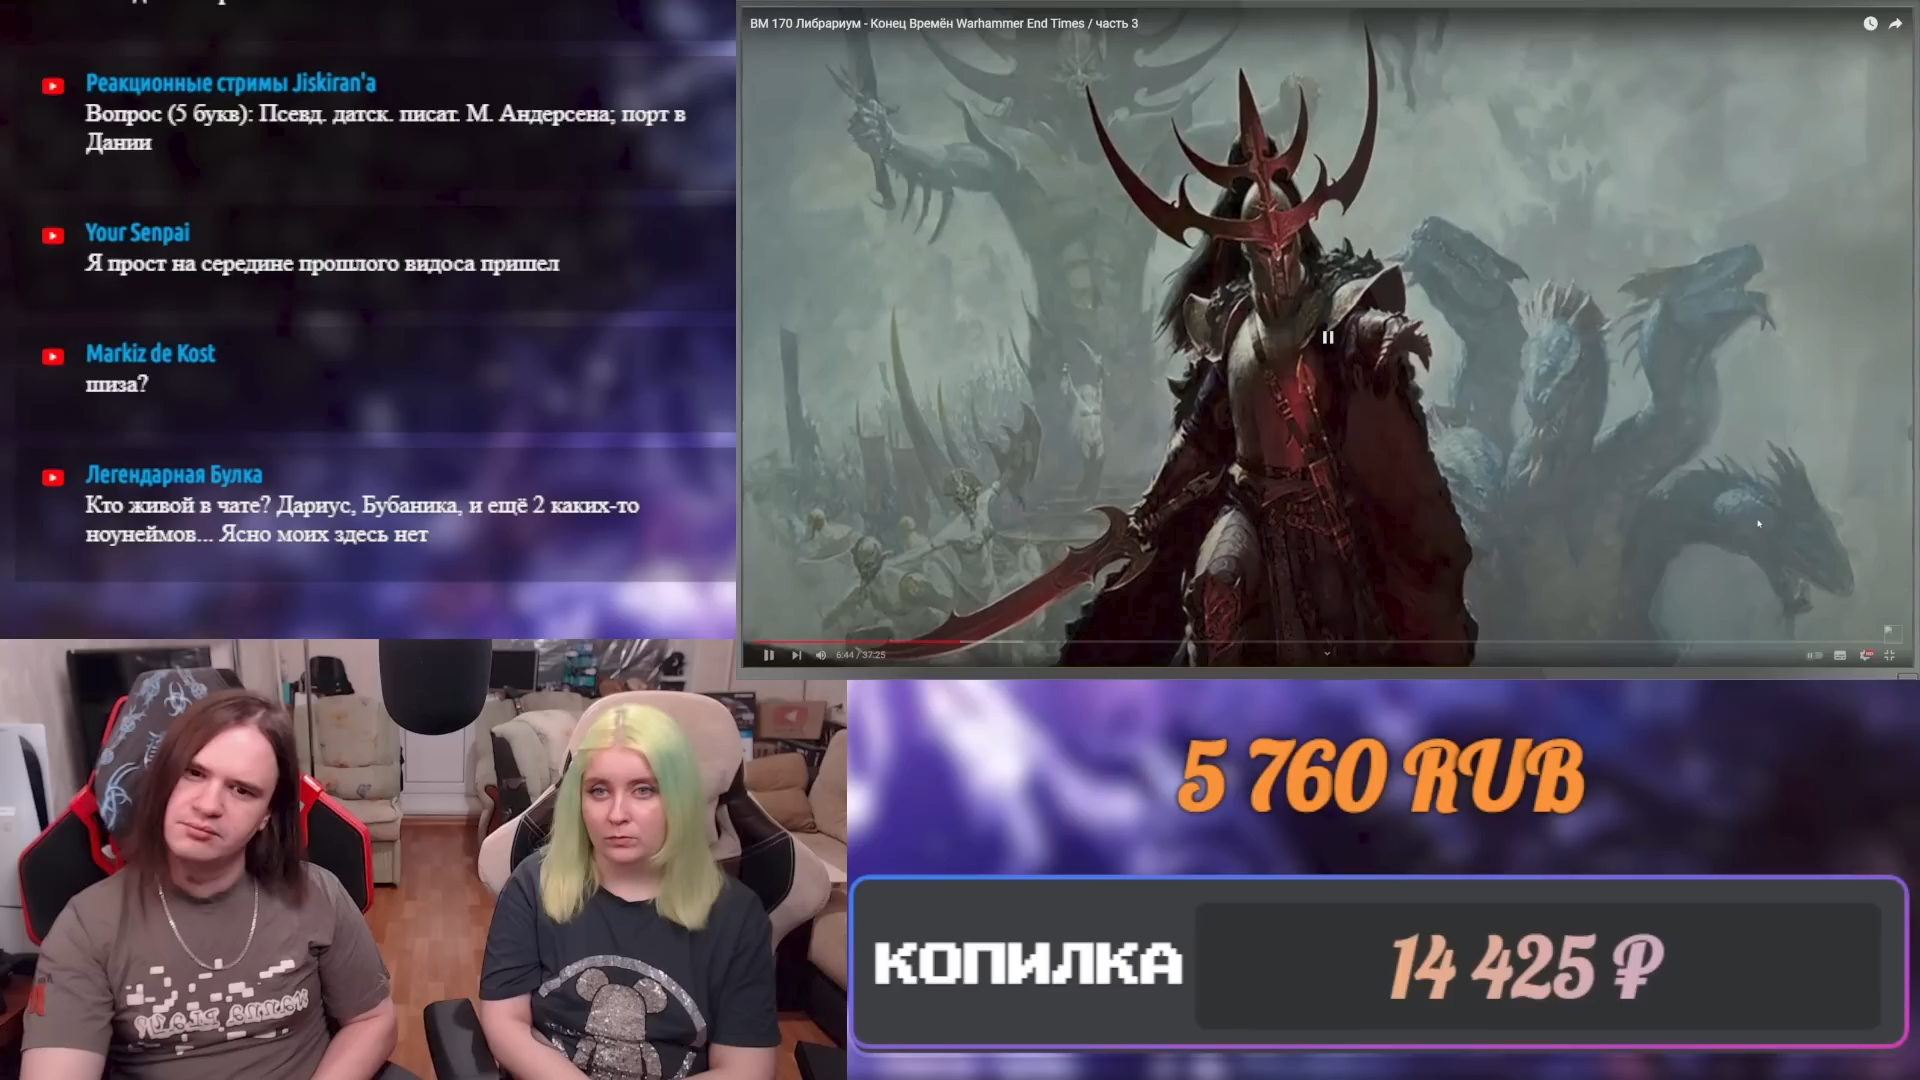 Реакционные стримы Jiskiran'а
Вопрос (5 букв): Псевд. датск. писат. М. Андерсена; порт в
Дании
Your Senpai
Я прост на середине прошлого видоса пришел
Markiz de Kost
шиза?
Легендарная Булка
Кто живой в чате? Дариус, Бубаника, и ещё 2 каких-то
ноунеймов... Ясно моих здесь нет
ВМ 170 Либрариум - Конец Времён Warhammer End Times / часть 3
6:44 / 37:25
5 760 RUB
КОПИЛКА
14 425 ₽